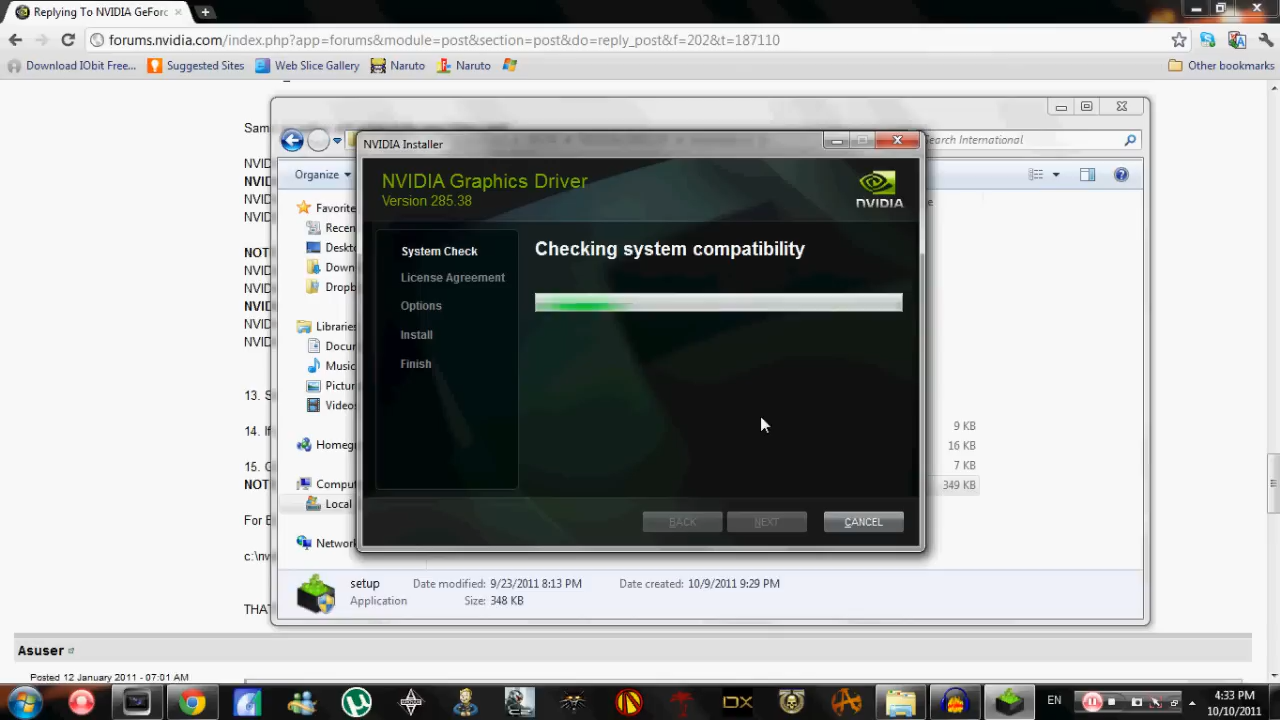 Replying To NVIDIA GeForc
forums.nvidia.com/index.php?app=forums&module=post&section=post&do=reply_post&f=202&t=187110
Download IObit Free... Suggested Sites Web Slice Gallery Naruto Naruto Other bookmarks
Search International
NVIDIA Installer
Organize
NVIDIA Graphics Driver
Version 285.38
NVIDIA
System Check
License Agreement
Options
Install
Finish
Checking system compatibility
BACK NEXT CANCEL
Sam
NVID
NVID
NVID
NVID
NOT
NVID
NVID
NVID
NVID
NVID
13. S
14. If
15. G
NOT
For E
c:\nv
THAT
Favorite
Recen
Deskto
Down
Dropb
Libraries
Docu
Music
Pictur
Videos
Homeg
Comput
Local
Network
9 KB
16 KB
7 KB
349 KB
setup Date modified: 9/23/2011 8:13 PM Date created: 10/9/2011 9:29 PM
Application Size: 348 KB
Asuser
Posted 12 January 2011 - 07:01 AM
DX
EN
4:33 PM
10/10/2011